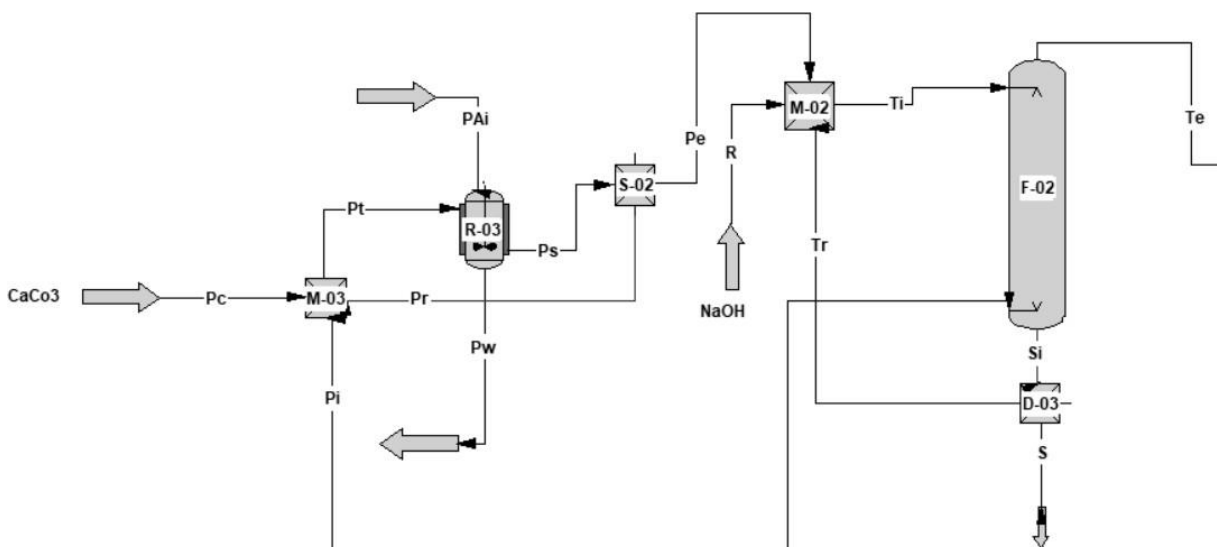 PAi
M-02
Ti
Te
Pe
R
S-02
F-02
Pt
R-03
Ps
Tr
CaCo3
Pc
M-03
Pr
NaOH
Pw
Si
Pi
D-03
S